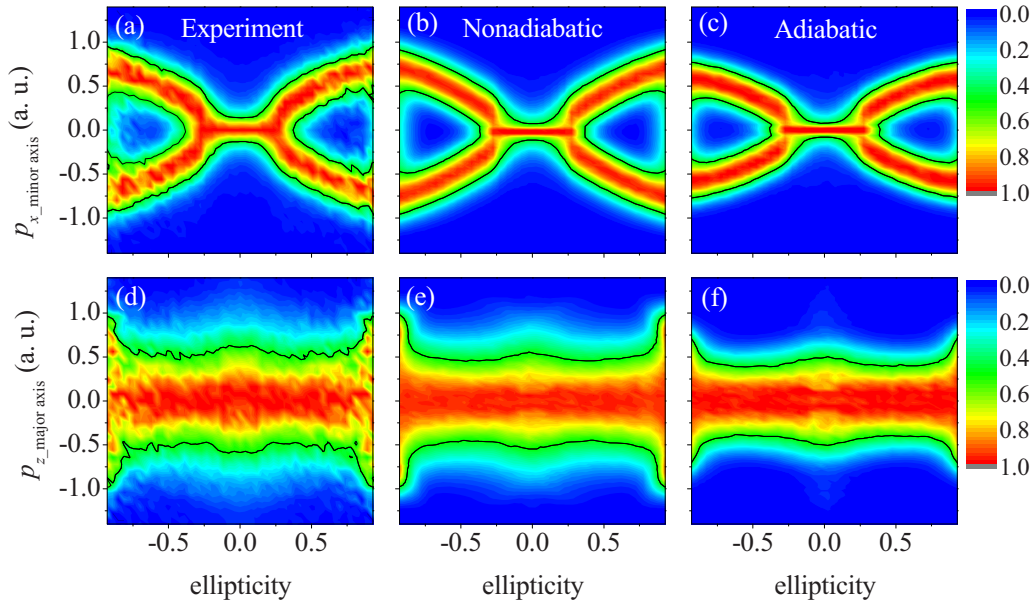 (a) Experiment
(b) Nonadiabatic
(c) Adiabatic
p x_minor axis (a. u.)
1.0
0.5
0.0
-0.5
-1.0
0.0
0.2
0.4
0.6
0.8
1.0
(d)
(e)
(f)
p z_major axis (a. u.)
1.0
0.5
0.0
-0.5
-1.0
0.0
0.2
0.4
0.6
0.8
1.0
-0.5 0.0 0.5
-0.5 0.0 0.5
-0.5 0.0 0.5
ellipticity
ellipticity
ellipticity